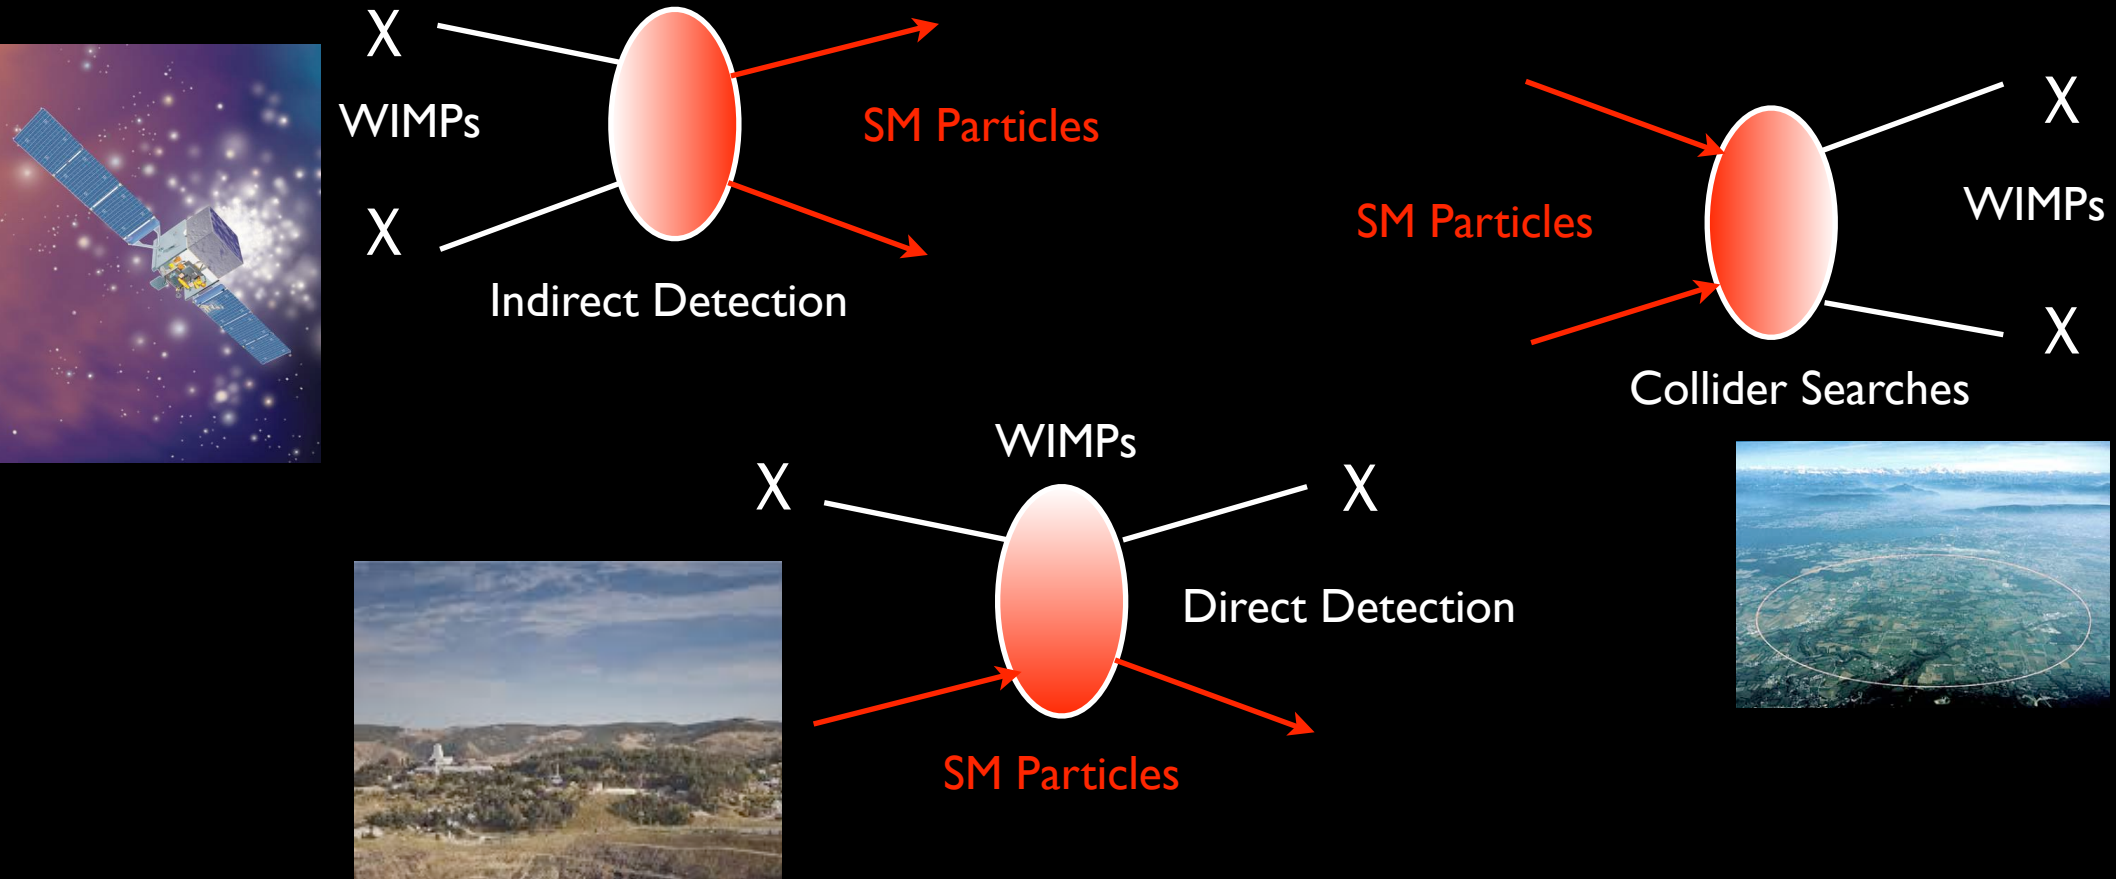 X
WIMPs
X
SM Particles
Indirect Detection
SM Particles
X
WIMPs
X
Collider Searches
WIMPs
X
X
Direct Detection
SM Particles